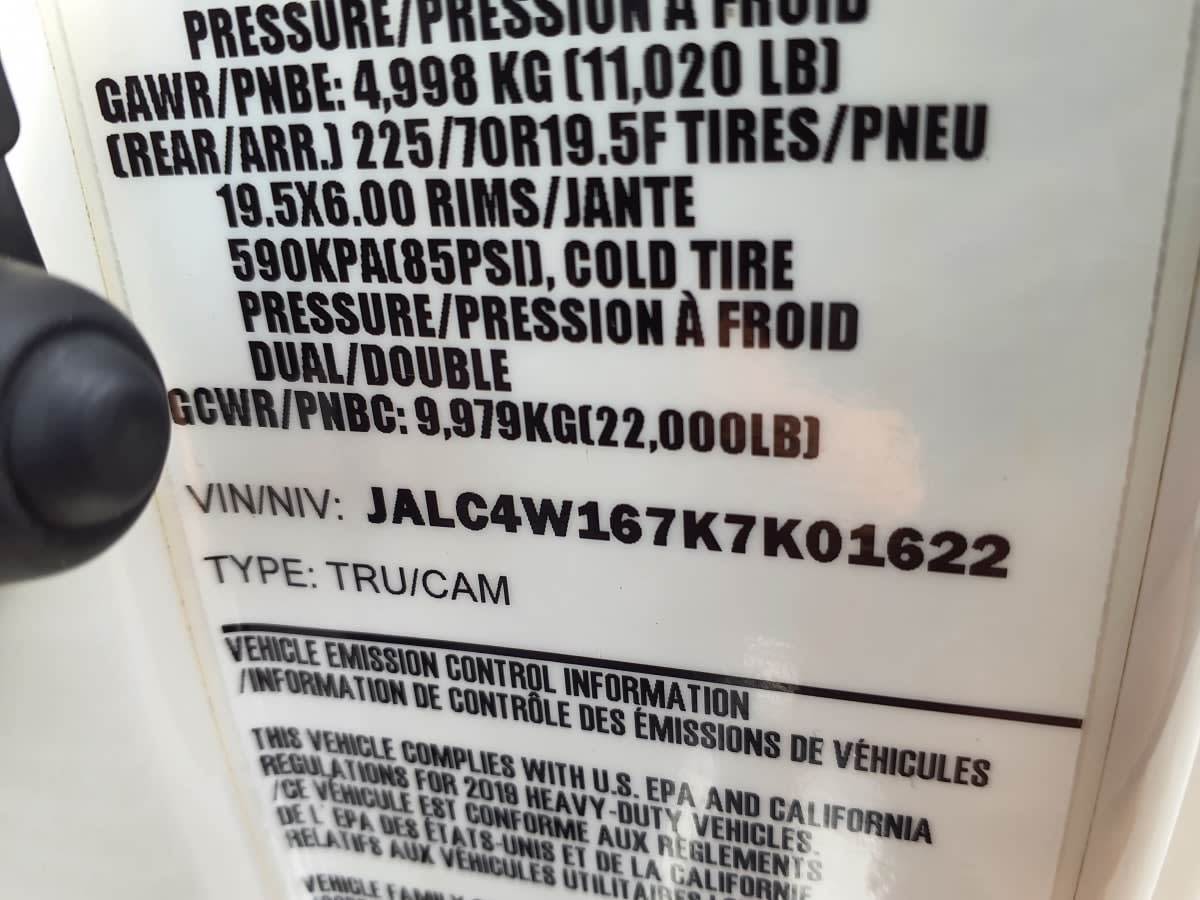 PRESSURE/PRESSION À FROID
GAWR/PNBE: 4,998 KG (11,020 LB)
(REAR/ARR.) 225/70R19.5F TIRES/PNEU
19.5X6.00 RIMS/JANTE
590KPA(85PSI), COLD TIRE
PRESSURE/PRESSION À FROID
DUAL/DOUBLE
GCWR/PNBC: 9,979KG(22,000LB)
VIN/NIV: JALC4W167K7K01622
TYPE: TRU/CAM
VEHICLE EMISSION CONTROL INFORMATION
/INFORMATION DE CONTRÔLE DES ÉMISSIONS DE VÉHICULES
THIS VEHICLE COMPLIES WITH U.S. EPA AND CALIFORNIA
REGULATIONS FOR 2019 HEAVY-DUTY VEHICLES.
/CE VÉHICULE EST CONFORME AUX RÉGLEMENTS
DE L' EPA DES ÉTATS-UNIS ET DE LA CALIFORNIE
RELATIFS AUX VÉHICULES UTILITAIRES
VEHICLE